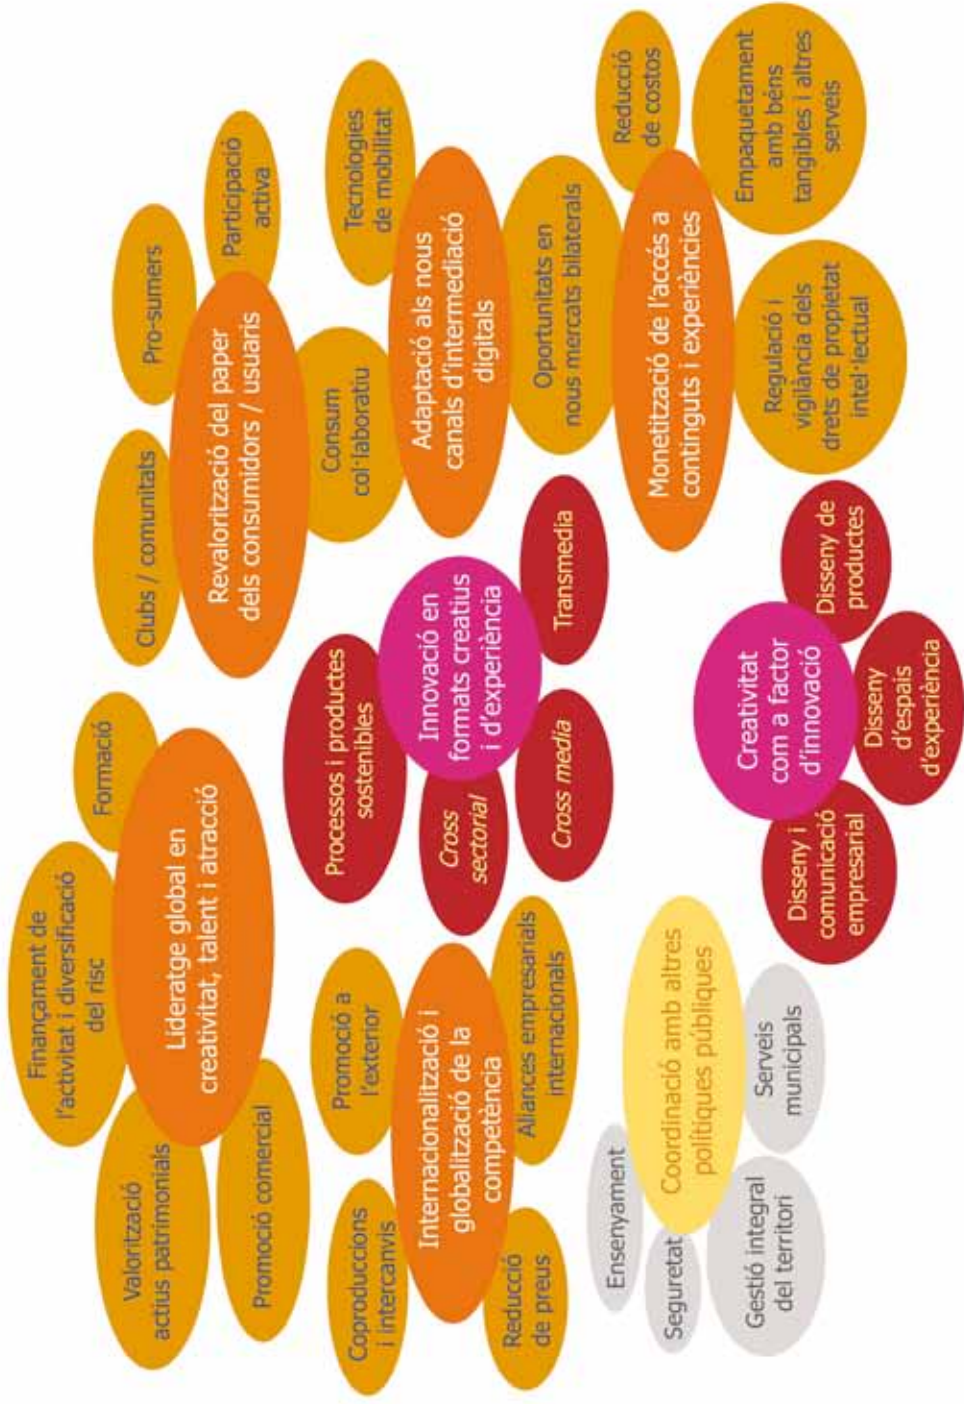 Finançament de
l'activitat i diversificació
del risc
Valorització
actius patrimonials
Formació
Lideratge global en
creativitat, talent i atracció
Promoció comercial
Clubs / comunitats
Pro-sumers
Participació
activa
Revalorització del paper
dels consumidors / usuaris
Consum
col·laboratiu
Tecnologies
de mobilitat
Adaptació als nous
canals d'intermediació
digitals
Oportunitats en
nous mercats bilaterals
Reducció
de costos
Monetització de l'accés a
continguts i experiències
Empaquetament
amb béns
tangibles i altres
serveis
Regulació i
vigilància dels
drets de propietat
intel·lectual
Processos i productes
sostenibles
Innovació en
formats creatius
i d'experiència
Cross
sectorial
Cross media
Transmedia
Coproduccions
i intercanvis
Promoció a
l'exterior
Internacionalització i
globalització de la
competència
Reducció
de preus
Aliances empresarials
internacionals
Ensenyament
Seguretat
Coordinació amb altres
polítiques públiques
Gestió integral
del territori
Serveis
municipals
Creativitat
com a factor
d'innovació
Disseny i
comunicació
empresarial
Disseny
d'espais
d'experiència
Disseny de
productes